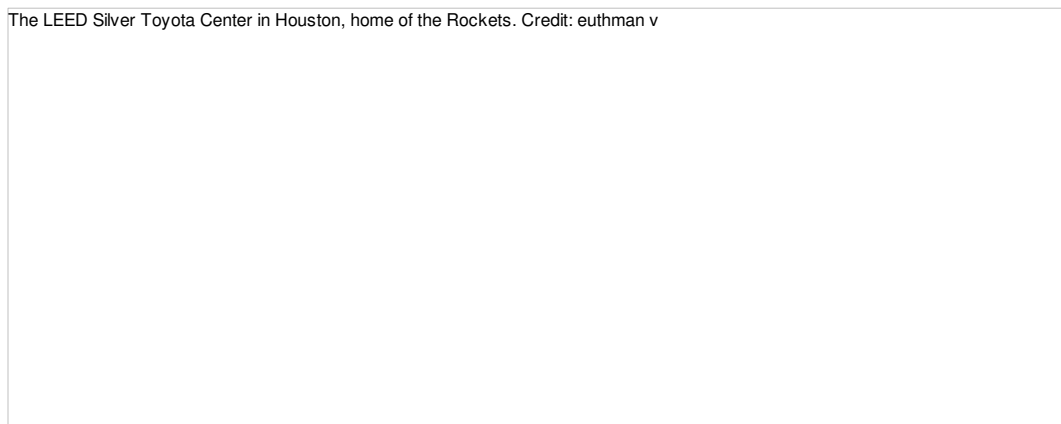 The LEED Silver Toyota Center in Houston, home of the Rockets. Credit: euthman v